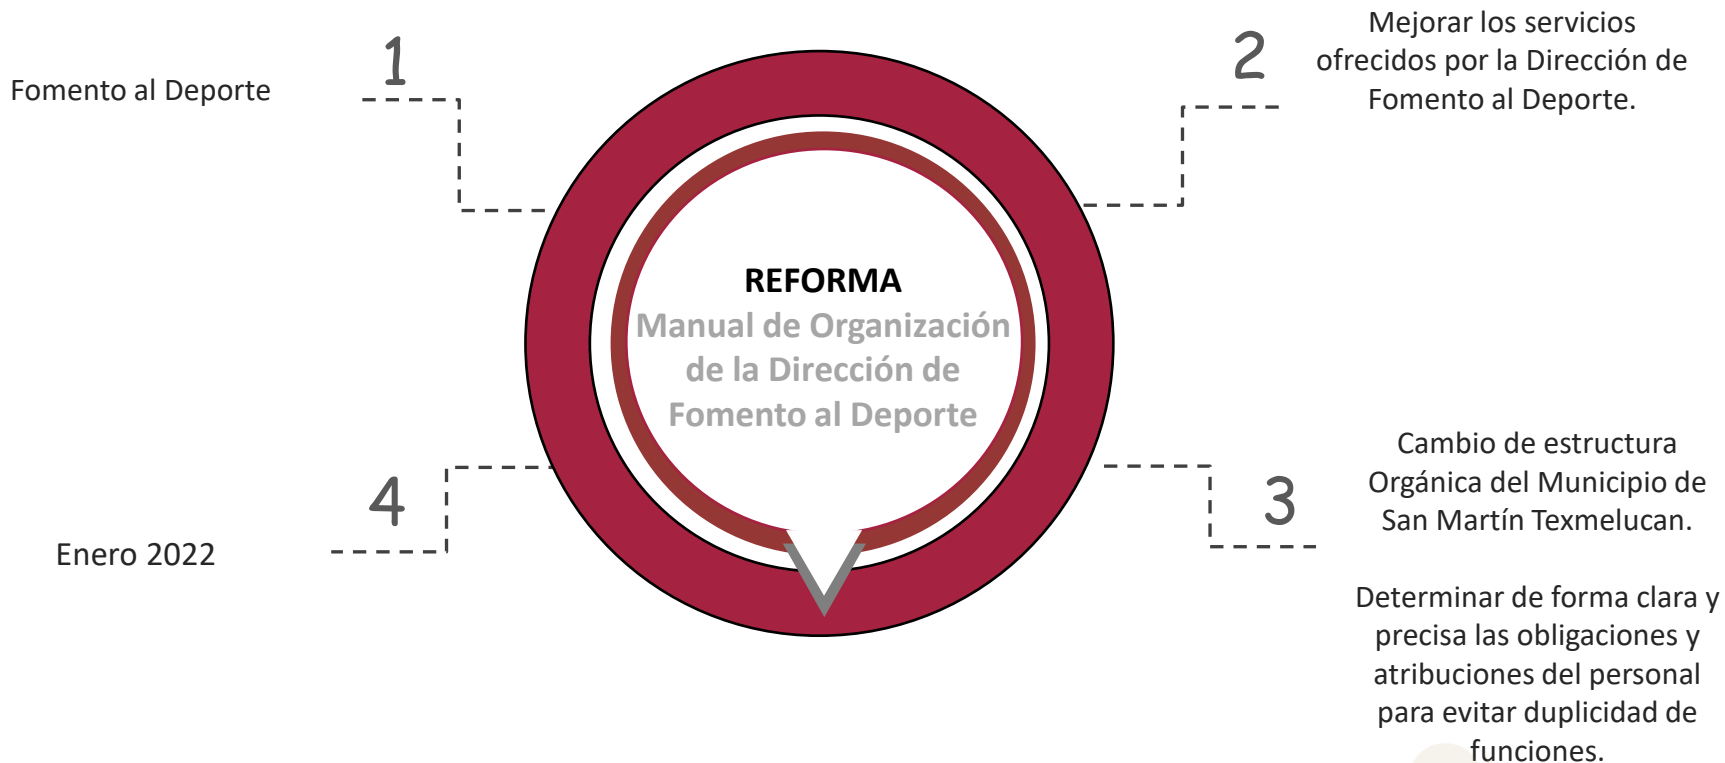 1
Fomento al Deporte
2
Mejorar los servicios
ofrecidos por la Dirección de
Fomento al Deporte.
REFORMA
Manual de Organización
de la Dirección de
Fomento al Deporte
3
Cambio de estructura
Orgánica del Municipio de
San Martín Texmelucan.
Determinar de forma clara y
precisa las obligaciones y
atribuciones del personal
para evitar duplicidad de
funciones.
4
Enero 2022